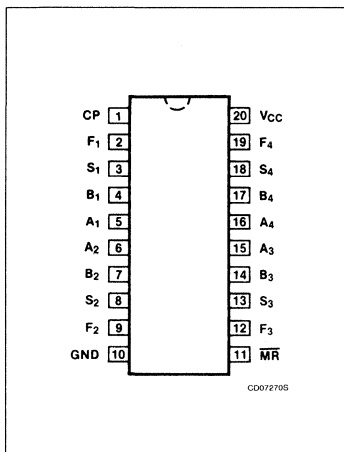 CP 1 20 VCC
F1 2 19 F4
S1 3 18 S4
B1 4 17 B4
A1 5 16 A4
A2 6 15 A3
B2 7 14 B3
S2 8 13 S3
F2 9 12 F3
GND 10 11 M̅R̅
CD07270S